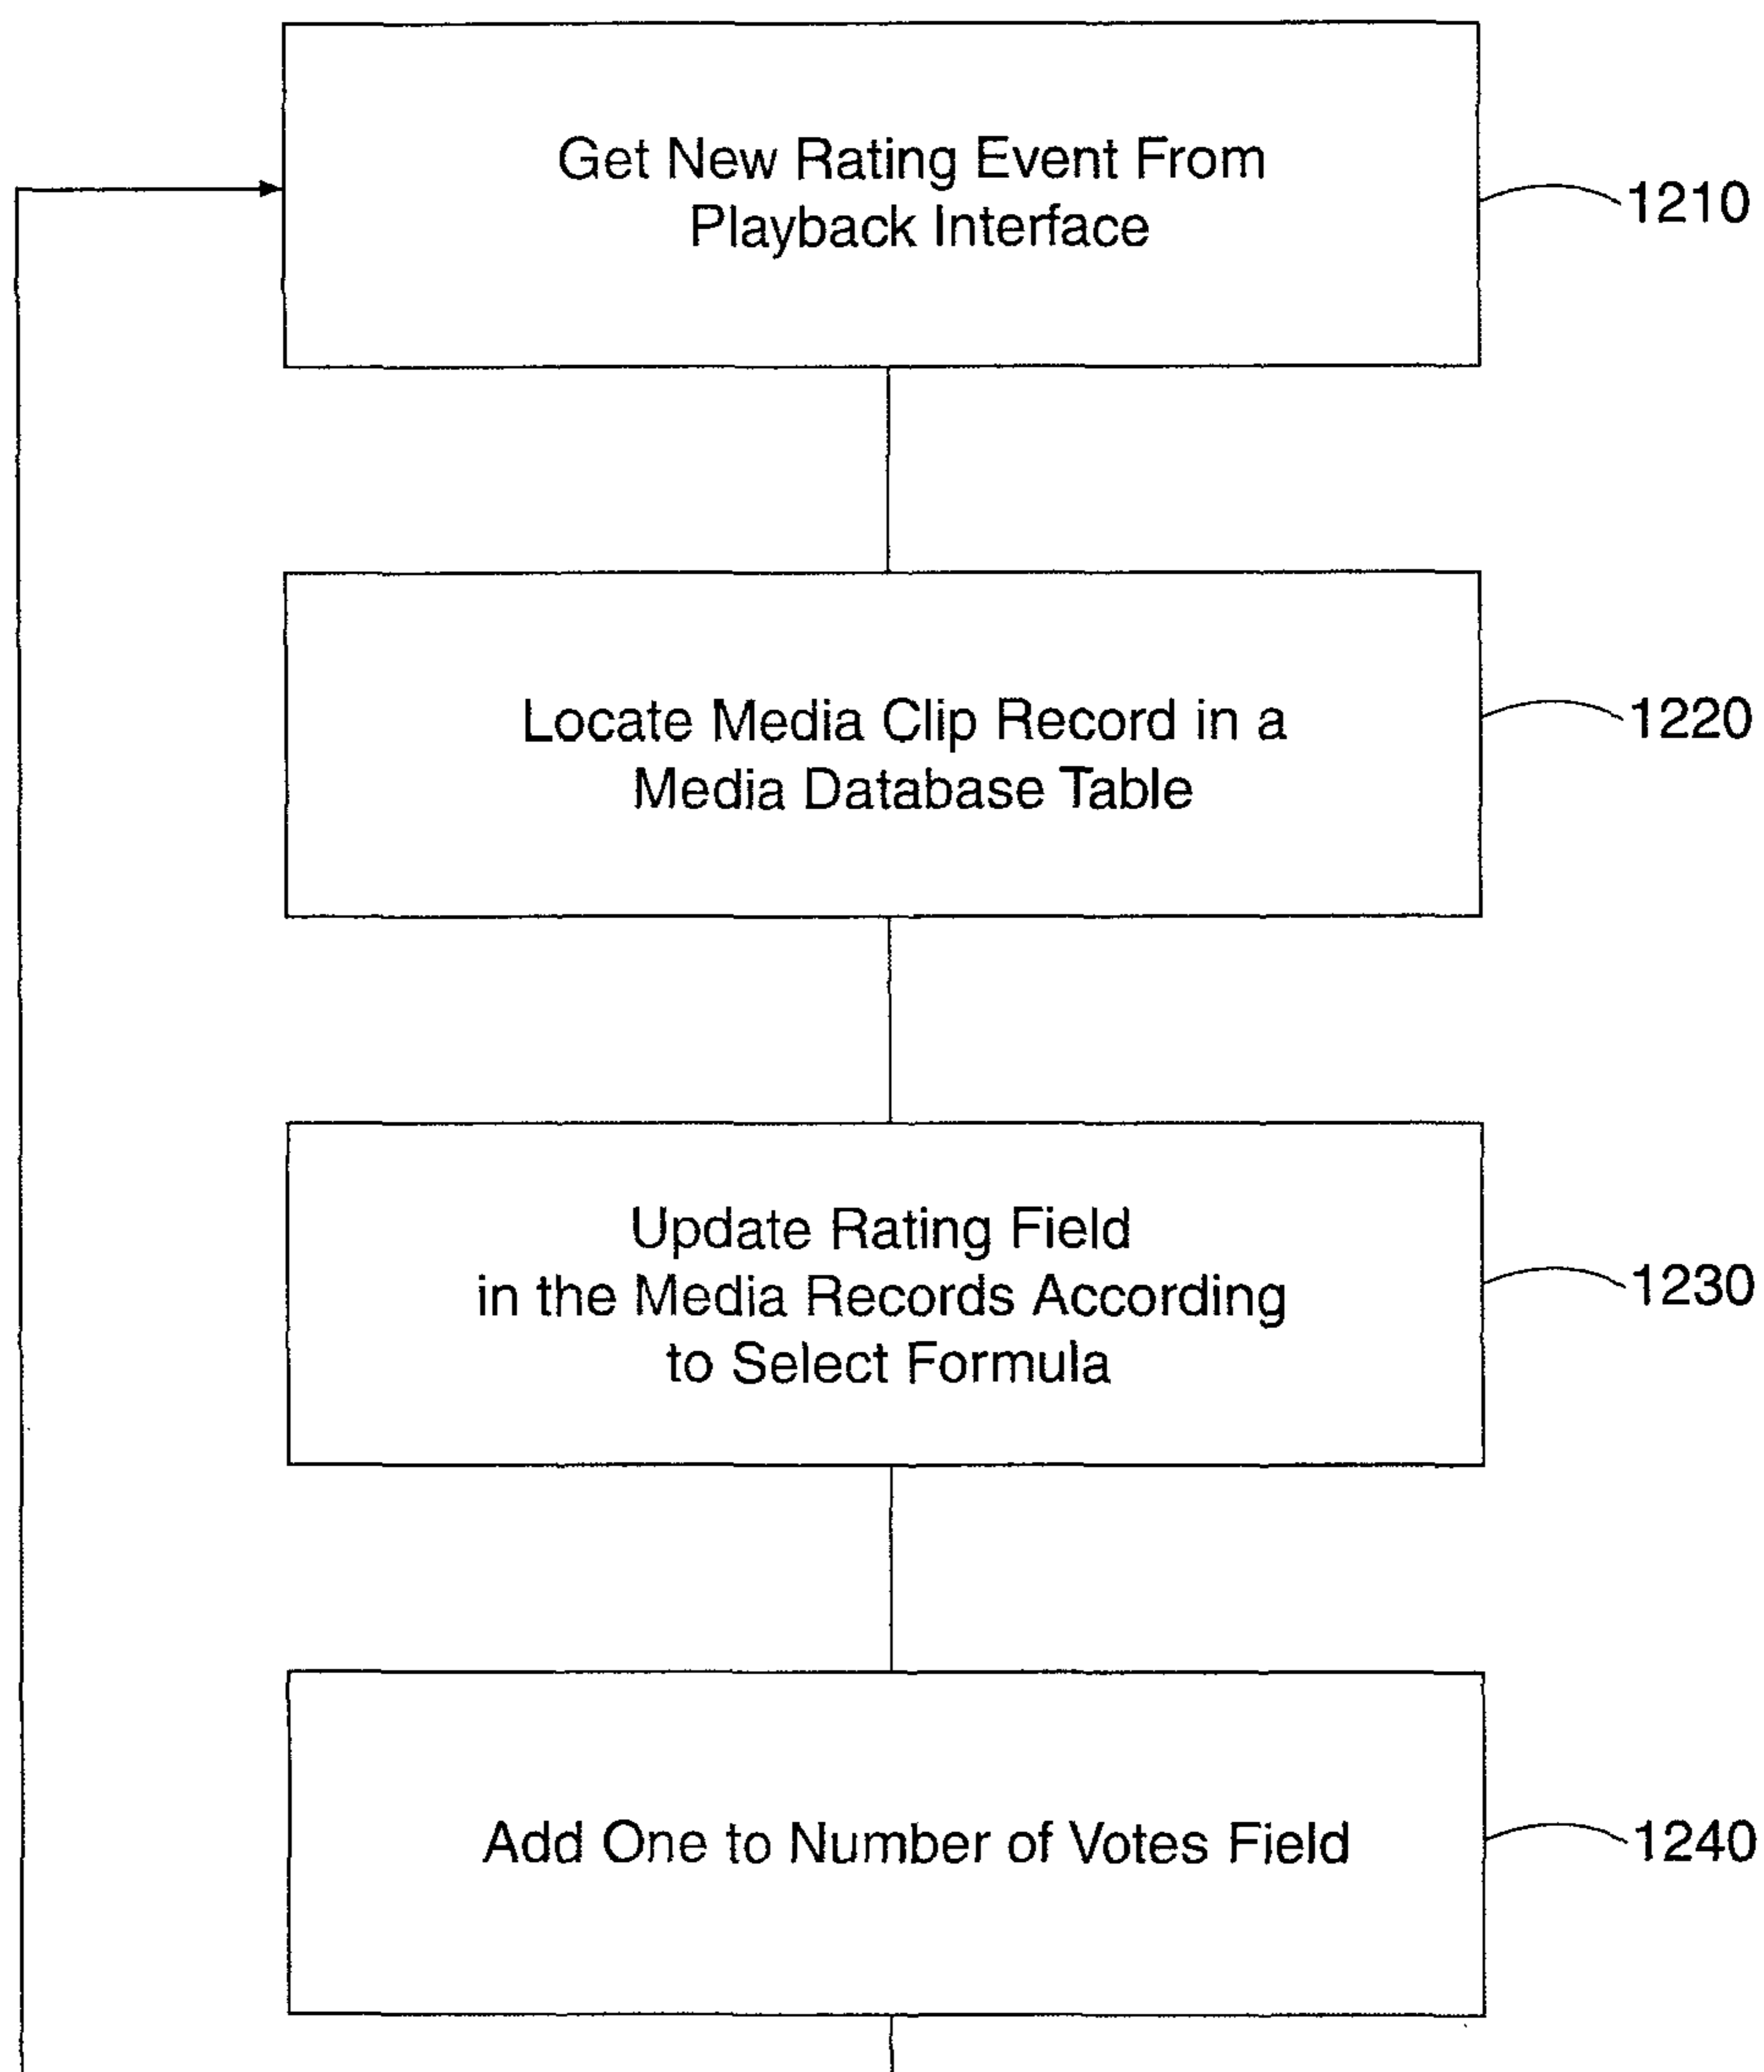 Get New Rating Event From
Playback Interface
1210
Locate Media Clip Record in a
Media Database Table
1220
Update Rating Field
in the Media Records According
to Select Formula
1230
Add One to Number of Votes Field
1240